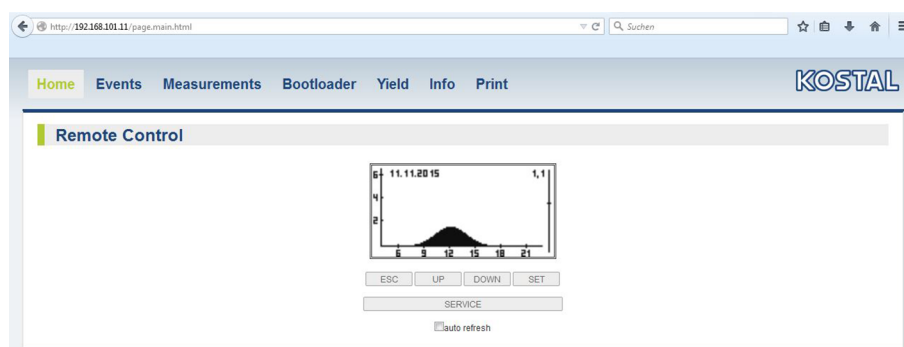 http://192.168.101.11/page.main.html
Suchen
Home Events Measurements Bootloader Yield Info Print
KOSTAL
Remote Control
6 11.11.2015 1,1
4
2
6 9 12 15 18 21
ESC UP DOWN SET
SERVICE
auto refresh